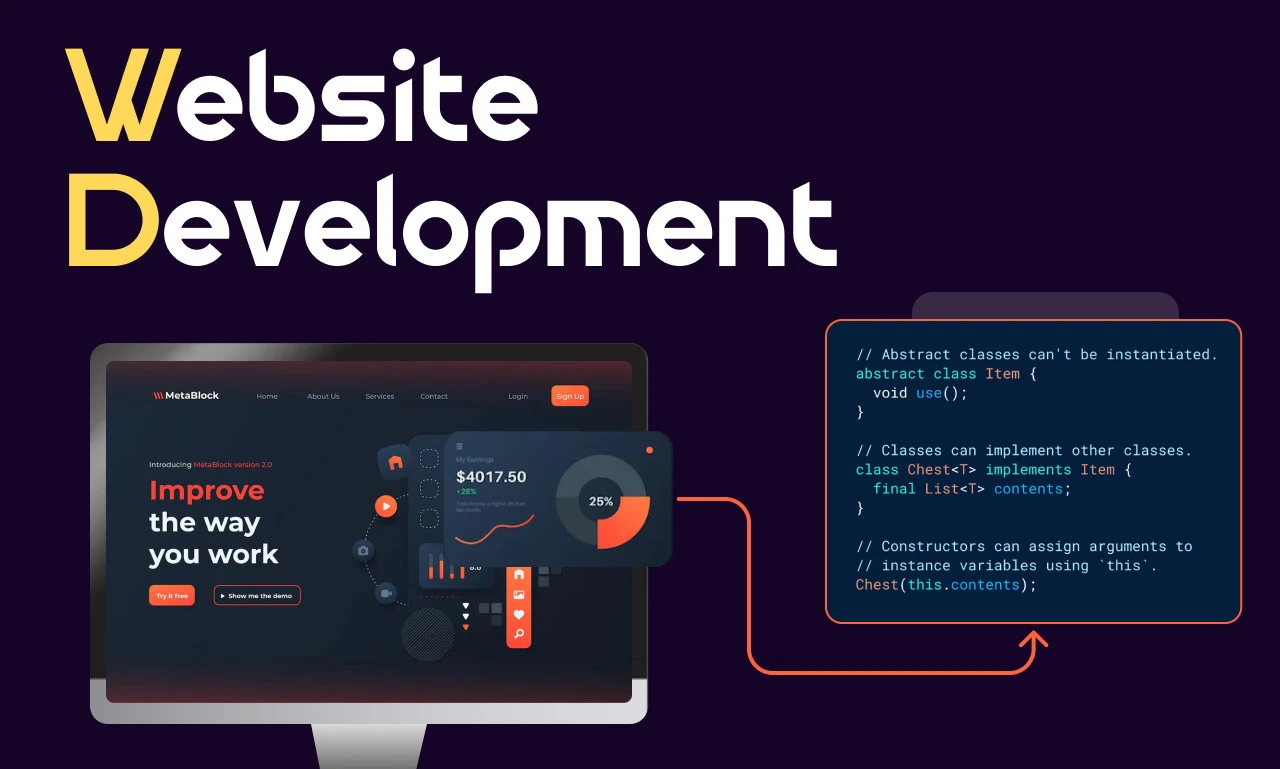 Website
Development
MetaBlock
Home
About Us
Services
Contact
Login
Sign Up
Introducing MetaBlock version 2.0
Improve
the way
you work
Try it free
Show me the demo
My Earnings
$4017.50
+25%
25%
// Abstract classes can't be instantiated.
abstract class Item {
  void use();
}
// Classes can implement other classes.
class Chest<T> implements Item {
  final List<T> contents;
}
// Constructors can assign arguments to
// instance variables using `this`.
Chest(this.contents);